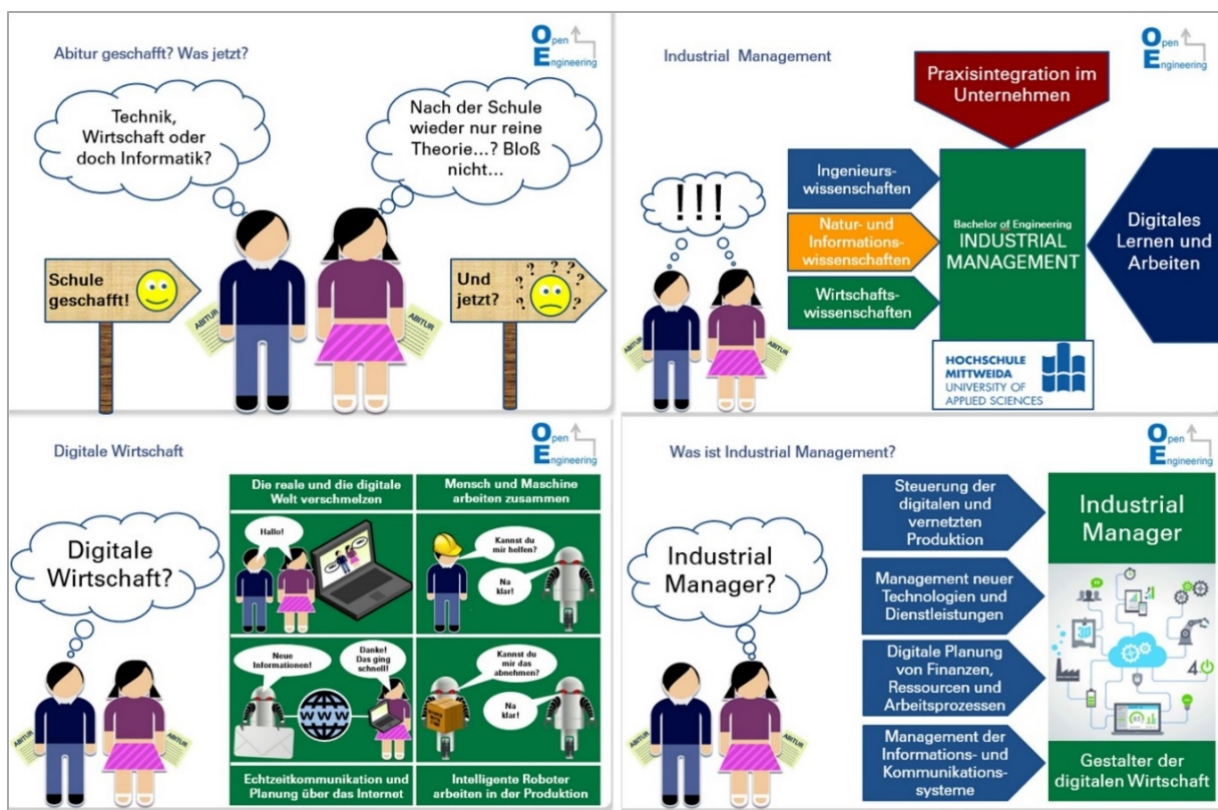 Abitur geschafft? Was jetzt?
Open
Engineering
Technik,
Wirtschaft oder
doch Informatik?
Nach der Schule
wieder nur reine
Theorie...? Bloß
nicht...
Schule
geschafft!
ABITUR
ABITUR
Und
jetzt?
? ? ? ? ? ? ?
Industrial Management
Open
Engineering
Praxisintegration im
Unternehmen
!!!
ABITUR
ABITUR
Ingenieurs-
wissenschaften
Natur- und
Informations-
wissenschaften
Wirtschafts-
wissenschaften
Bachelor of Engineering
INDUSTRIAL
MANAGEMENT
Digitales
Lernen und
Arbeiten
HOCHSCHULE
MITTWEIDA
UNIVERSITY OF
APPLIED SCIENCES
Digitale Wirtschaft
Open
Engineering
Digitale
Wirtschaft?
ABITUR
ABITUR
Die reale und die digitale
Welt verschmelzen
Hallo!
Mensch und Maschine
arbeiten zusammen
Kannst du
mir helfen?
Na
klar!
Neue
Informationen!
WWW
Danke!
Das ging
schnell!
Kannst du
mir das
abnehmen?
Na
klar!
Echtzeitkommunikation und
Planung über das Internet
Intelligente Roboter
arbeiten in der Produktion
Was ist Industrial Management?
Open
Engineering
Industrial
Manager?
ABITUR
ABITUR
Steuerung der
digitalen und
vernetzten
Produktion
Management neuer
Technologien und
Dienstleistungen
Digitale Planung
von Finanzen,
Ressourcen und
Arbeitsprozessen
Management der
Informations- und
Kommunikations-
systeme
Industrial
Manager
3D
4.0
Gestalter der
digitalen Wirtschaft